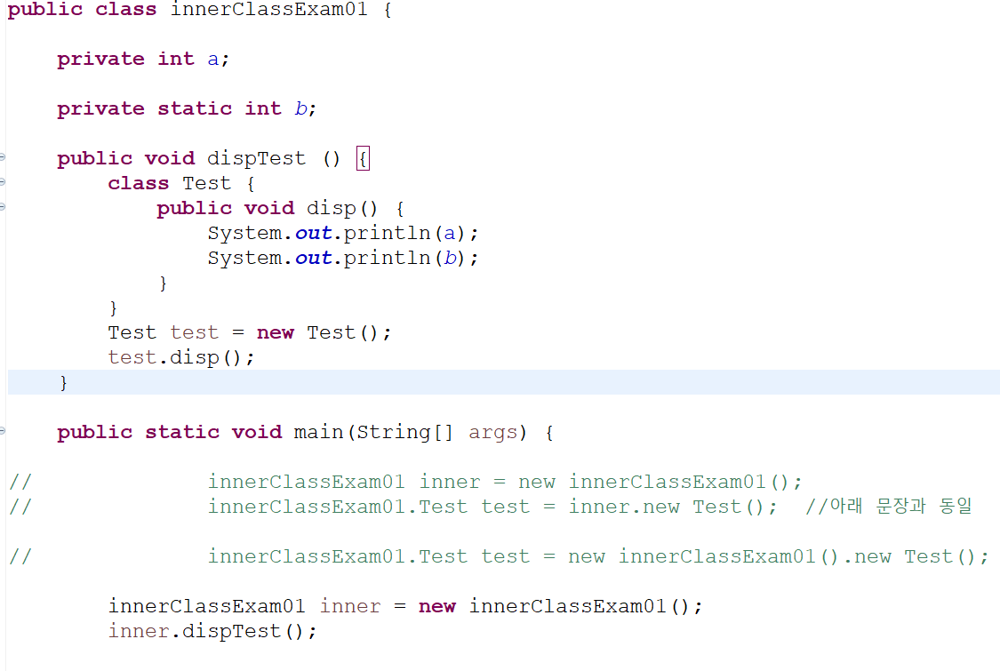 public class innerClassExam01 {
private int a;
private static int b;
public void dispTest () {
class Test {
public void disp() {
System.out.println(a);
System.out.println(b);
}
}
Test test = new Test();
test.disp();
}
public static void main(String[] args) {
// innerClassExam01 inner = new innerClassExam01();
// innerClassExam01.Test test = inner.new Test(); //아래 문장과 동일
// innerClassExam01.Test test = new innerClassExam01().new Test();
innerClassExam01 inner = new innerClassExam01();
inner.dispTest();